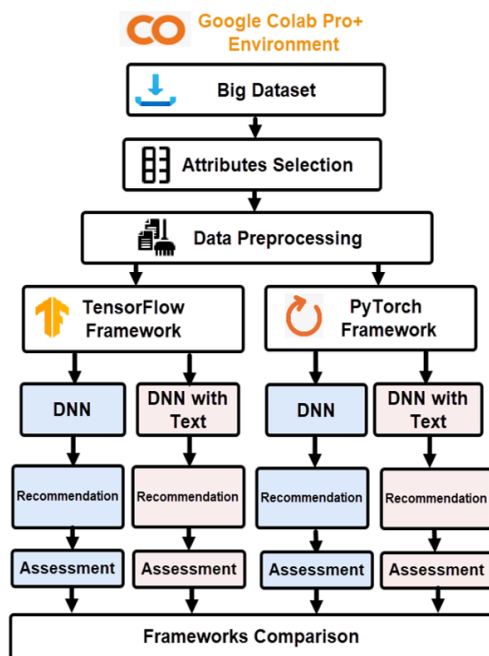 CO
Google Colab Pro+
Environment
Big Dataset
Attributes Selection
Data Preprocessing
TensorFlow
Framework
PyTorch
Framework
DNN
DNN with
Text
DNN
DNN with
Text
Recommendation
Recommendation
Recommendation
Recommendation
Assessment
Assessment
Assessment
Assessment
Frameworks Comparison